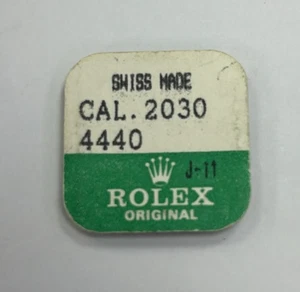 SWISS MADE
CAL. 2030
4440
J-11
ROLEX
ORIGINAL